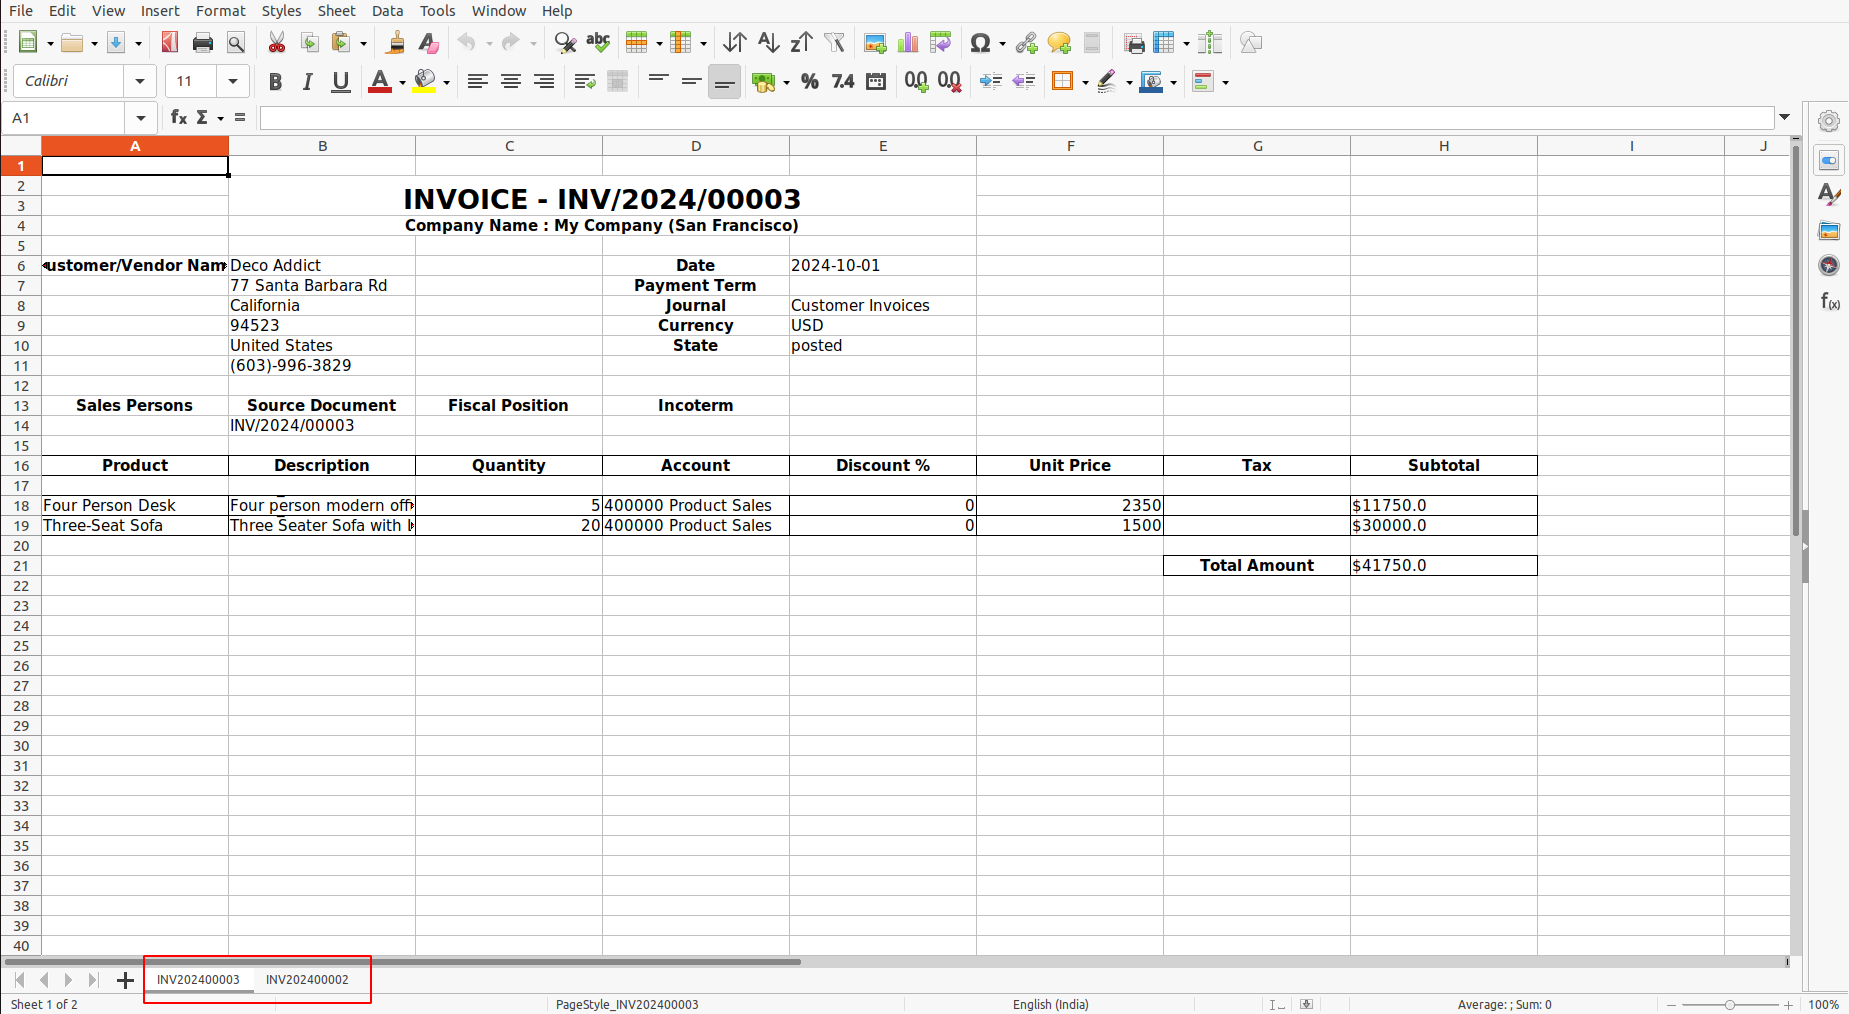 File Edit View Insert Format Styles Sheet Data Tools Window Help
Calibri 11 B I U A % 7.4
A1 fx Σ =
A B C D E F G H I J
1
2
3 INVOICE - INV/2024/00003
4 Company Name : My Company (San Francisco)
5
6 ustomer/Vendor Nam Deco Addict Date 2024-10-01
7 77 Santa Barbara Rd Payment Term
8 California Journal Customer Invoices
9 94523 Currency USD
10 United States State posted
11 (603)-996-3829
12
13 Sales Persons Source Document Fiscal Position Incoterm
14 INV/2024/00003
15
16 Product Description Quantity Account Discount % Unit Price Tax Subtotal
17
18 Four Person Desk Four person modern off 5 400000 Product Sales 0 2350 $11750.0
19 Three-Seat Sofa Three Seater Sofa with 20 400000 Product Sales 0 1500 $30000.0
20
21 Total Amount $41750.0
22
23
24
25
26
27
28
29
30
31
32
33
34
35
36
37
38
39
40
INV202400003 INV202400002
Sheet 1 of 2 PageStyle_INV202400003 English (India) Average: ; Sum: 0 100%